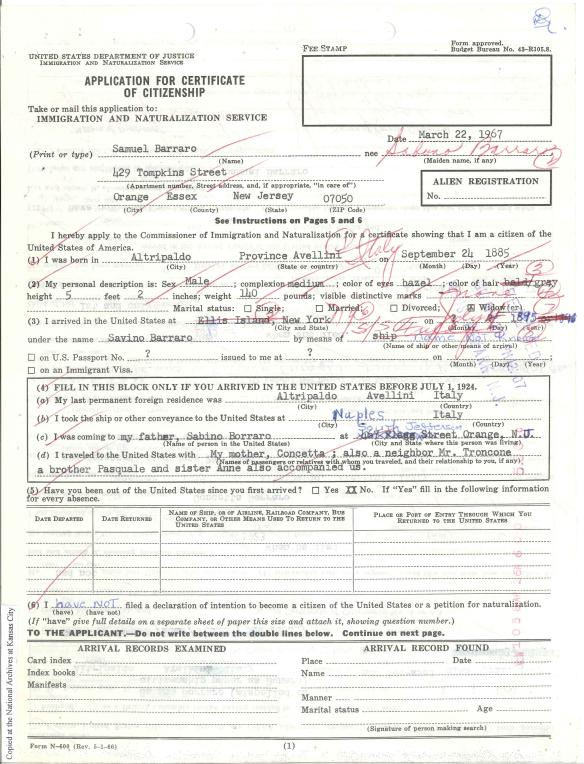 UNITED STATES DEPARTMENT OF JUSTICE
IMMIGRATION AND NATURALIZATION SERVICE
FEE STAMP
Form approved.
Budget Bureau No. 43-R105.8.
APPLICATION FOR CERTIFICATE
OF CITIZENSHIP
Take or mail this application to:
IMMIGRATION AND NATURALIZATION SERVICE
Date March 22, 1967
(Print or type) Samuel Barraro nee Sabino Barraro
(Name) (Maiden name, if any)
429 Tompkins Street
(Apartment number, Street address, and, if appropriate, "in care of")
Orange Essex New Jersey 07050
(City) (County) (State) (ZIP Code)
ALIEN REGISTRATION
No.
See Instructions on Pages 5 and 6
I hereby apply to the Commissioner of Immigration and Naturalization for a certificate showing that I am a citizen of the
United States of America.
(1) I was born in Altripaldo Province Avellini Italy on September 24 1885
(City) (State or country) (Month) (Day) (Year)
(2) My personal description is: Sex Male; complexion medium; color of eyes hazel; color of hair bald/gray
height 5 feet 2 inches; weight 140 pounds; visible distinctive marks
Marital status: Single; Married; Divorced; Widow(er)
(3) I arrived in the United States at Ellis Island, New York on 1895
(City and State) (Month) (Day) (Year)
under the name Savino Barraro by means of ship name Not Known
(Name of ship or other means of arrival)
on U.S. Passport No. ? issued to me at ? on
(Month) (Day) (Year)
on an Immigrant Visa.
(4) FILL IN THIS BLOCK ONLY IF YOU ARRIVED IN THE UNITED STATES BEFORE JULY 1, 1924.
(a) My last permanent foreign residence was Altripaldo Avellini Italy
(City) (Country)
(b) I took the ship or other conveyance to the United States at Naples Italy
(City) (Country)
South Jefferson
(c) I was coming to my father, Sabino Borraro at Street Orange, N.J.
(Name of person in the United States) (City and State where this person was living)
(d) I traveled to the United States with My mother, Concetta; also a neighbor Mr. Troncone
(Names of passengers or relatives with whom you traveled, and their relationship to you, if any)
a brother Pasquale and sister Anne also accompanied us.
(5) Have you been out of the United States since you first arrived? Yes XX No. If "Yes" fill in the following information
for every absence.
DATE DEPARTED DATE RETURNED NAME OF SHIP, OR OF AIRLINE, RAILROAD COMPANY, BUS COMPANY, OR OTHER MEANS USED TO RETURN TO THE UNITED STATES PLACE OR PORT OF ENTRY THROUGH WHICH YOU RETURNED TO THE UNITED STATES
(6) I have NOT filed a declaration of intention to become a citizen of the United States or a petition for naturalization.
(have) (have not)
(If "have" give full details on a separate sheet of paper this size and attach it, showing question number.)
TO THE APPLICANT.—Do not write between the double lines below. Continue on next page.
ARRIVAL RECORDS EXAMINED
Card index
Index books
Manifests
ARRIVAL RECORD FOUND
Place Date
Name
Manner
Marital status Age
(Signature of person making search)
Form N-600 (Rev. 5-1-66) (1)
Copied at the National Archives at Kansas City